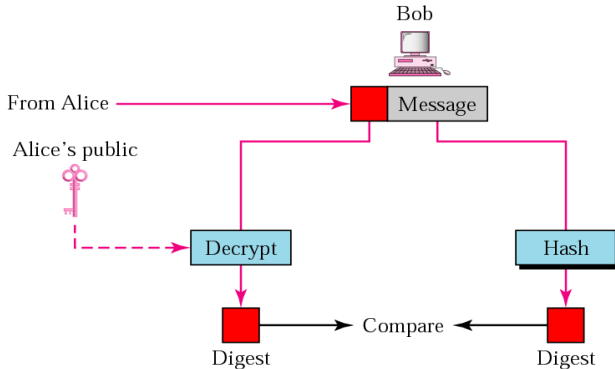 Bob
From Alice
Message
Alice's public
Decrypt
Hash
Compare
Digest
Digest